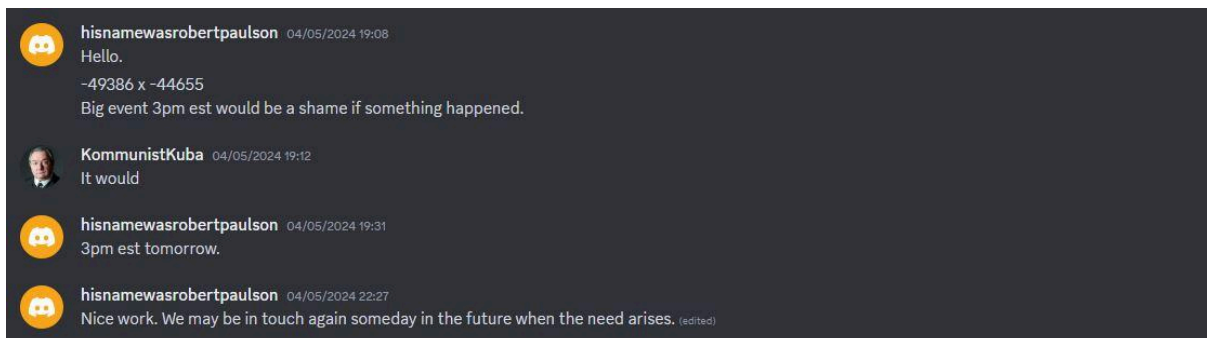 hisnamewasrobertpaulson 04/05/2024 19:08
Hello.
-49386 x -44655
Big event 3pm est would be a shame if something happened.
KommunistKuba 04/05/2024 19:12
It would
hisnamewasrobertpaulson 04/05/2024 19:31
3pm est tomorrow.
hisnamewasrobertpaulson 04/05/2024 22:27
Nice work. We may be in touch again someday in the future when the need arises. (edited)